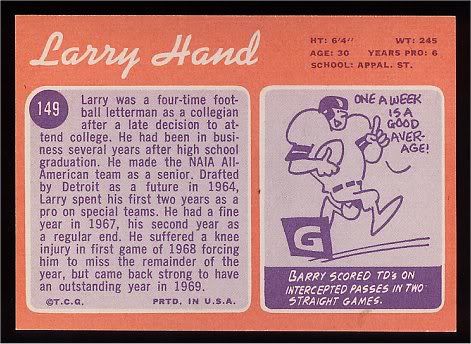 Larry Hand
HT: 6'4" WT: 245
AGE: 30 YEARS PRO: 6
SCHOOL: APPAL. ST.
149
Larry was a four-time foot-
ball letterman as a collegian
after a late decision to at-
tend college. He had been in busi-
ness several years after high school
graduation. He made the NAIA All-
American team as a senior. Drafted
by Detroit as a future in 1964,
Larry spent his first two years as a
pro on special teams. He had a fine
year in 1967, his second year as
a regular end. He suffered a knee
injury in first game of 1968 forcing
him to miss the remainder of the
year, but came back strong to have
an outstanding year in 1969.
©T.C.G. PRTD. IN U.S.A.
ONE A WEEK
IS A
GOOD
AVER-
AGE!
G
BARRY SCORED TD'S ON
INTERCEPTED PASSES IN TWO
STRAIGHT GAMES.